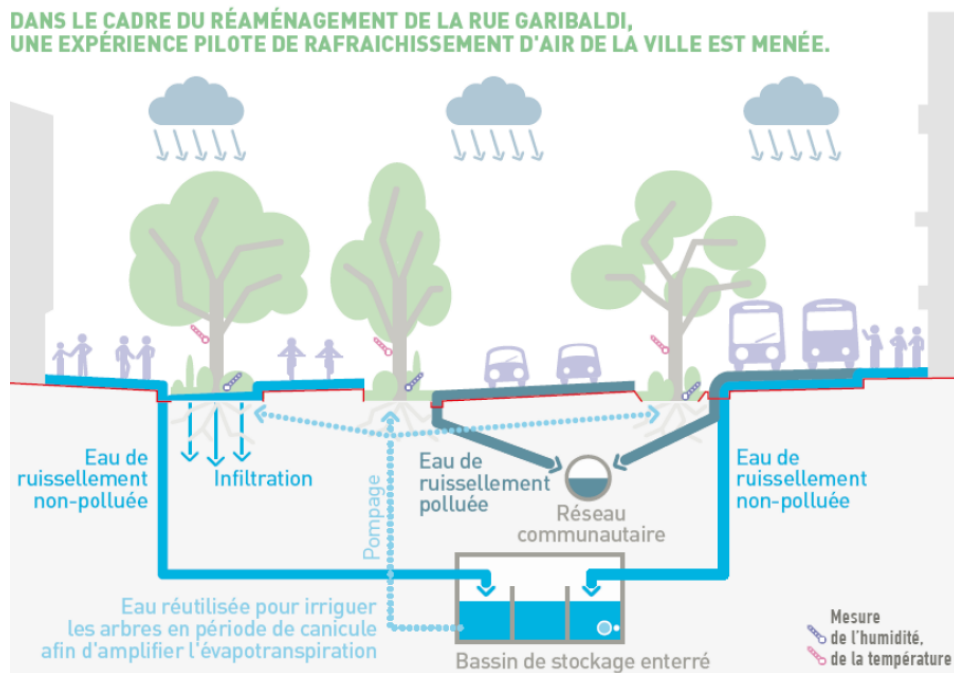 DANS LE CADRE DU RÉAMÉNAGEMENT DE LA RUE GARIBALDI,
UNE EXPÉRIENCE PILOTE DE RAFRAICHISSEMENT D'AIR DE LA VILLE EST MENÉE.
Eau de
ruissellement
non-polluée
Infiltration
Pompage
Eau de
ruissellement
polluée
Réseau
communautaire
Eau de
ruissellement
non-polluée
Eau réutilisée pour irriguer
les arbres en période de canicule
afin d'amplifier l'évapotranspiration
Bassin de stockage enterré
Mesure
de l'humidité,
de la température